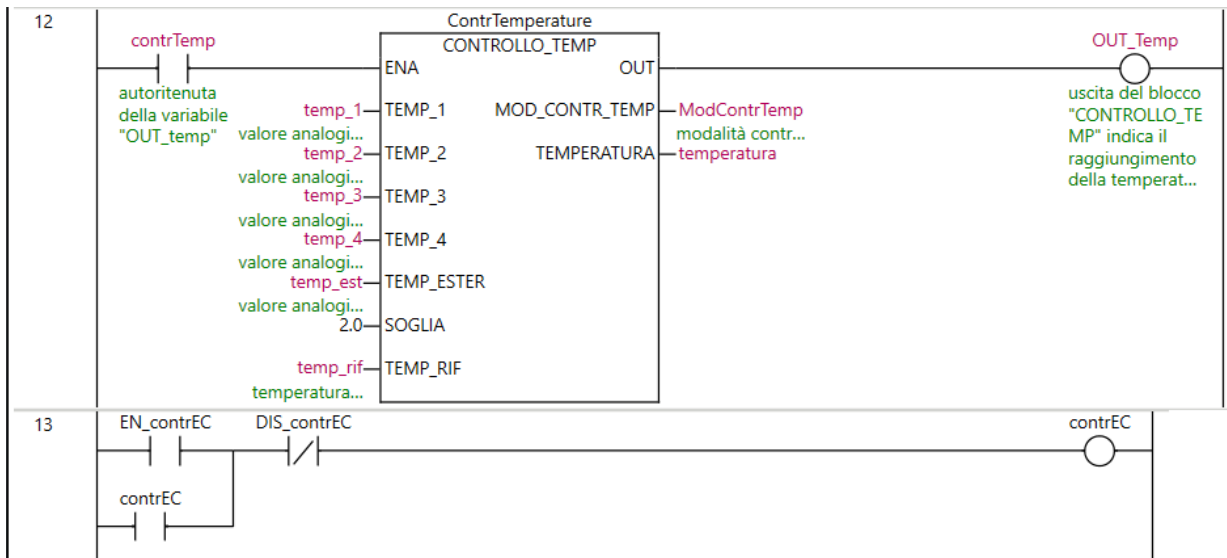 12
ContrTemperature
contrTemp
CONTROLLO_TEMP
OUT_Temp
ENA
OUT
autoritenuta
della variabile
"OUT_temp"
uscita del blocco
"CONTROLLO_TE
MP" indica il
raggiungimento
della temperat...
temp_1
TEMP_1
MOD_CONTR_TEMP
ModContrTemp
valore analogi...
modalità contr...
temp_2
TEMP_2
TEMPERATURA
temperatura
valore analogi...
temp_3
TEMP_3
valore analogi...
temp_4
TEMP_4
valore analogi...
temp_est
TEMP_ESTER
valore analogi...
2.0
SOGLIA
temp_rif
TEMP_RIF
temperatura...
13
EN_contrEC
DIS_contrEC
contrEC
contrEC